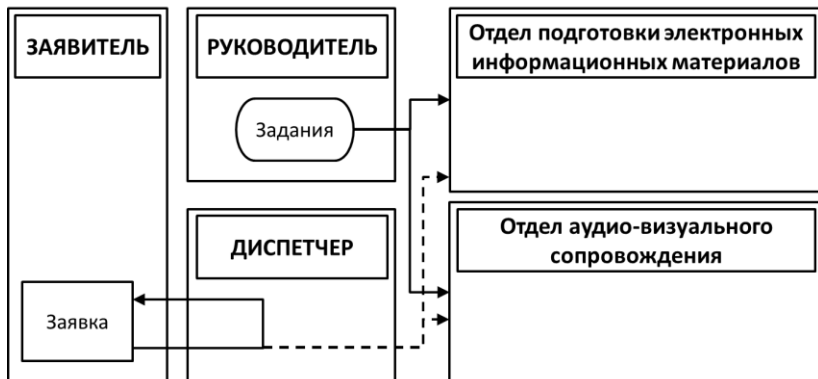 ЗАЯВИТЕЛЬ
РУКОВОДИТЕЛЬ
Отдел подготовки электронных
информационных материалов
Задания
ДИСПЕТЧЕР
Отдел аудио-визуального
сопровождения
Заявка